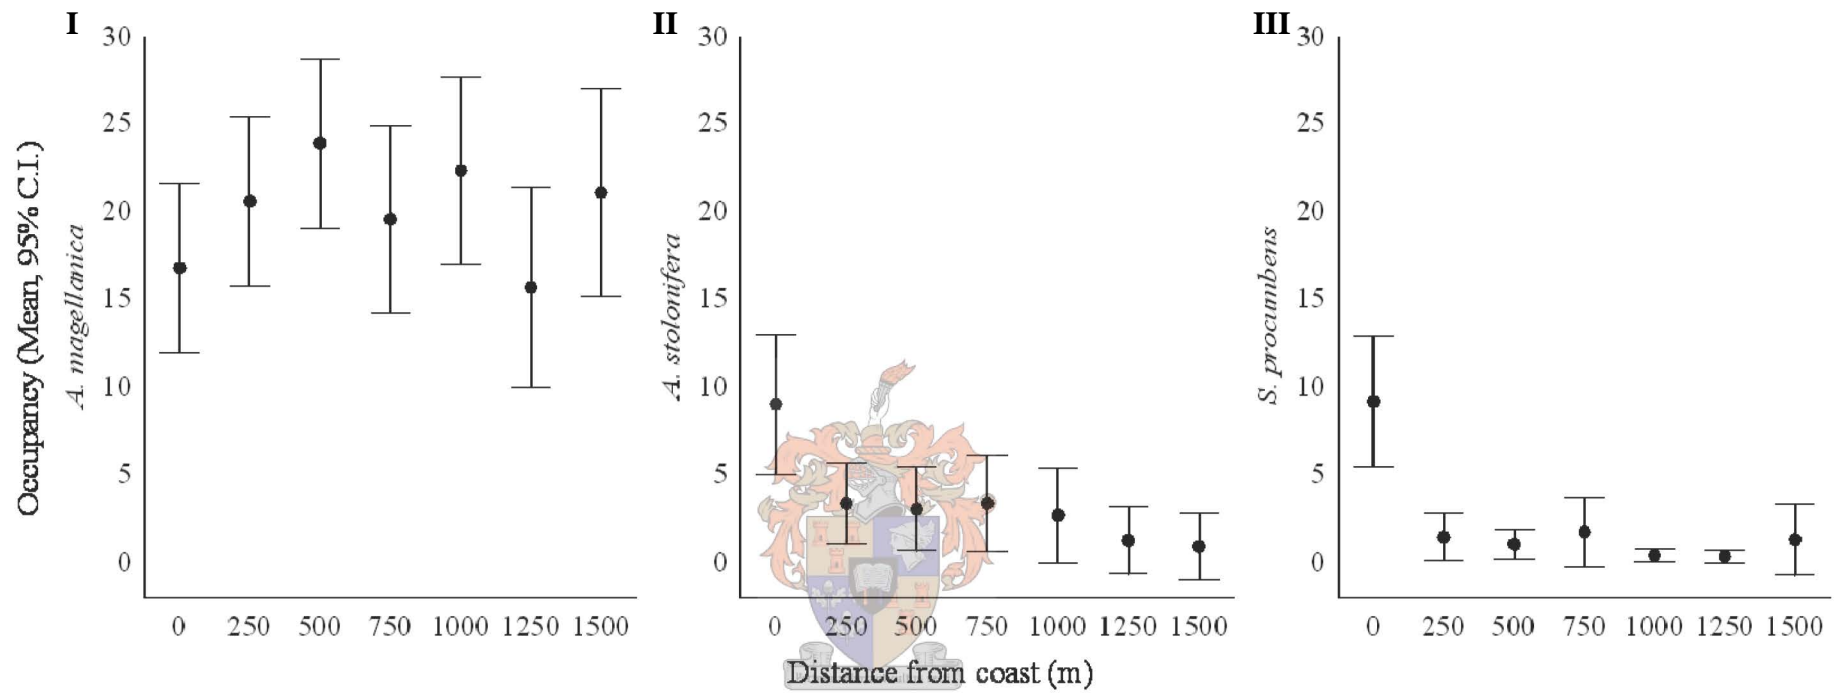 I
II
III
Occupancy (Mean, 95% C.I.)
A. magellanica
30
25
20
15
10
5
0
0 250 500 750 1000 1250 1500
A. stolonifera
30
25
20
15
10
5
0
0 250 500 750 1000 1250 1500
S. procumbens
30
25
20
15
10
5
0
0 250 500 750 1000 1250 1500
Distance from coast (m)